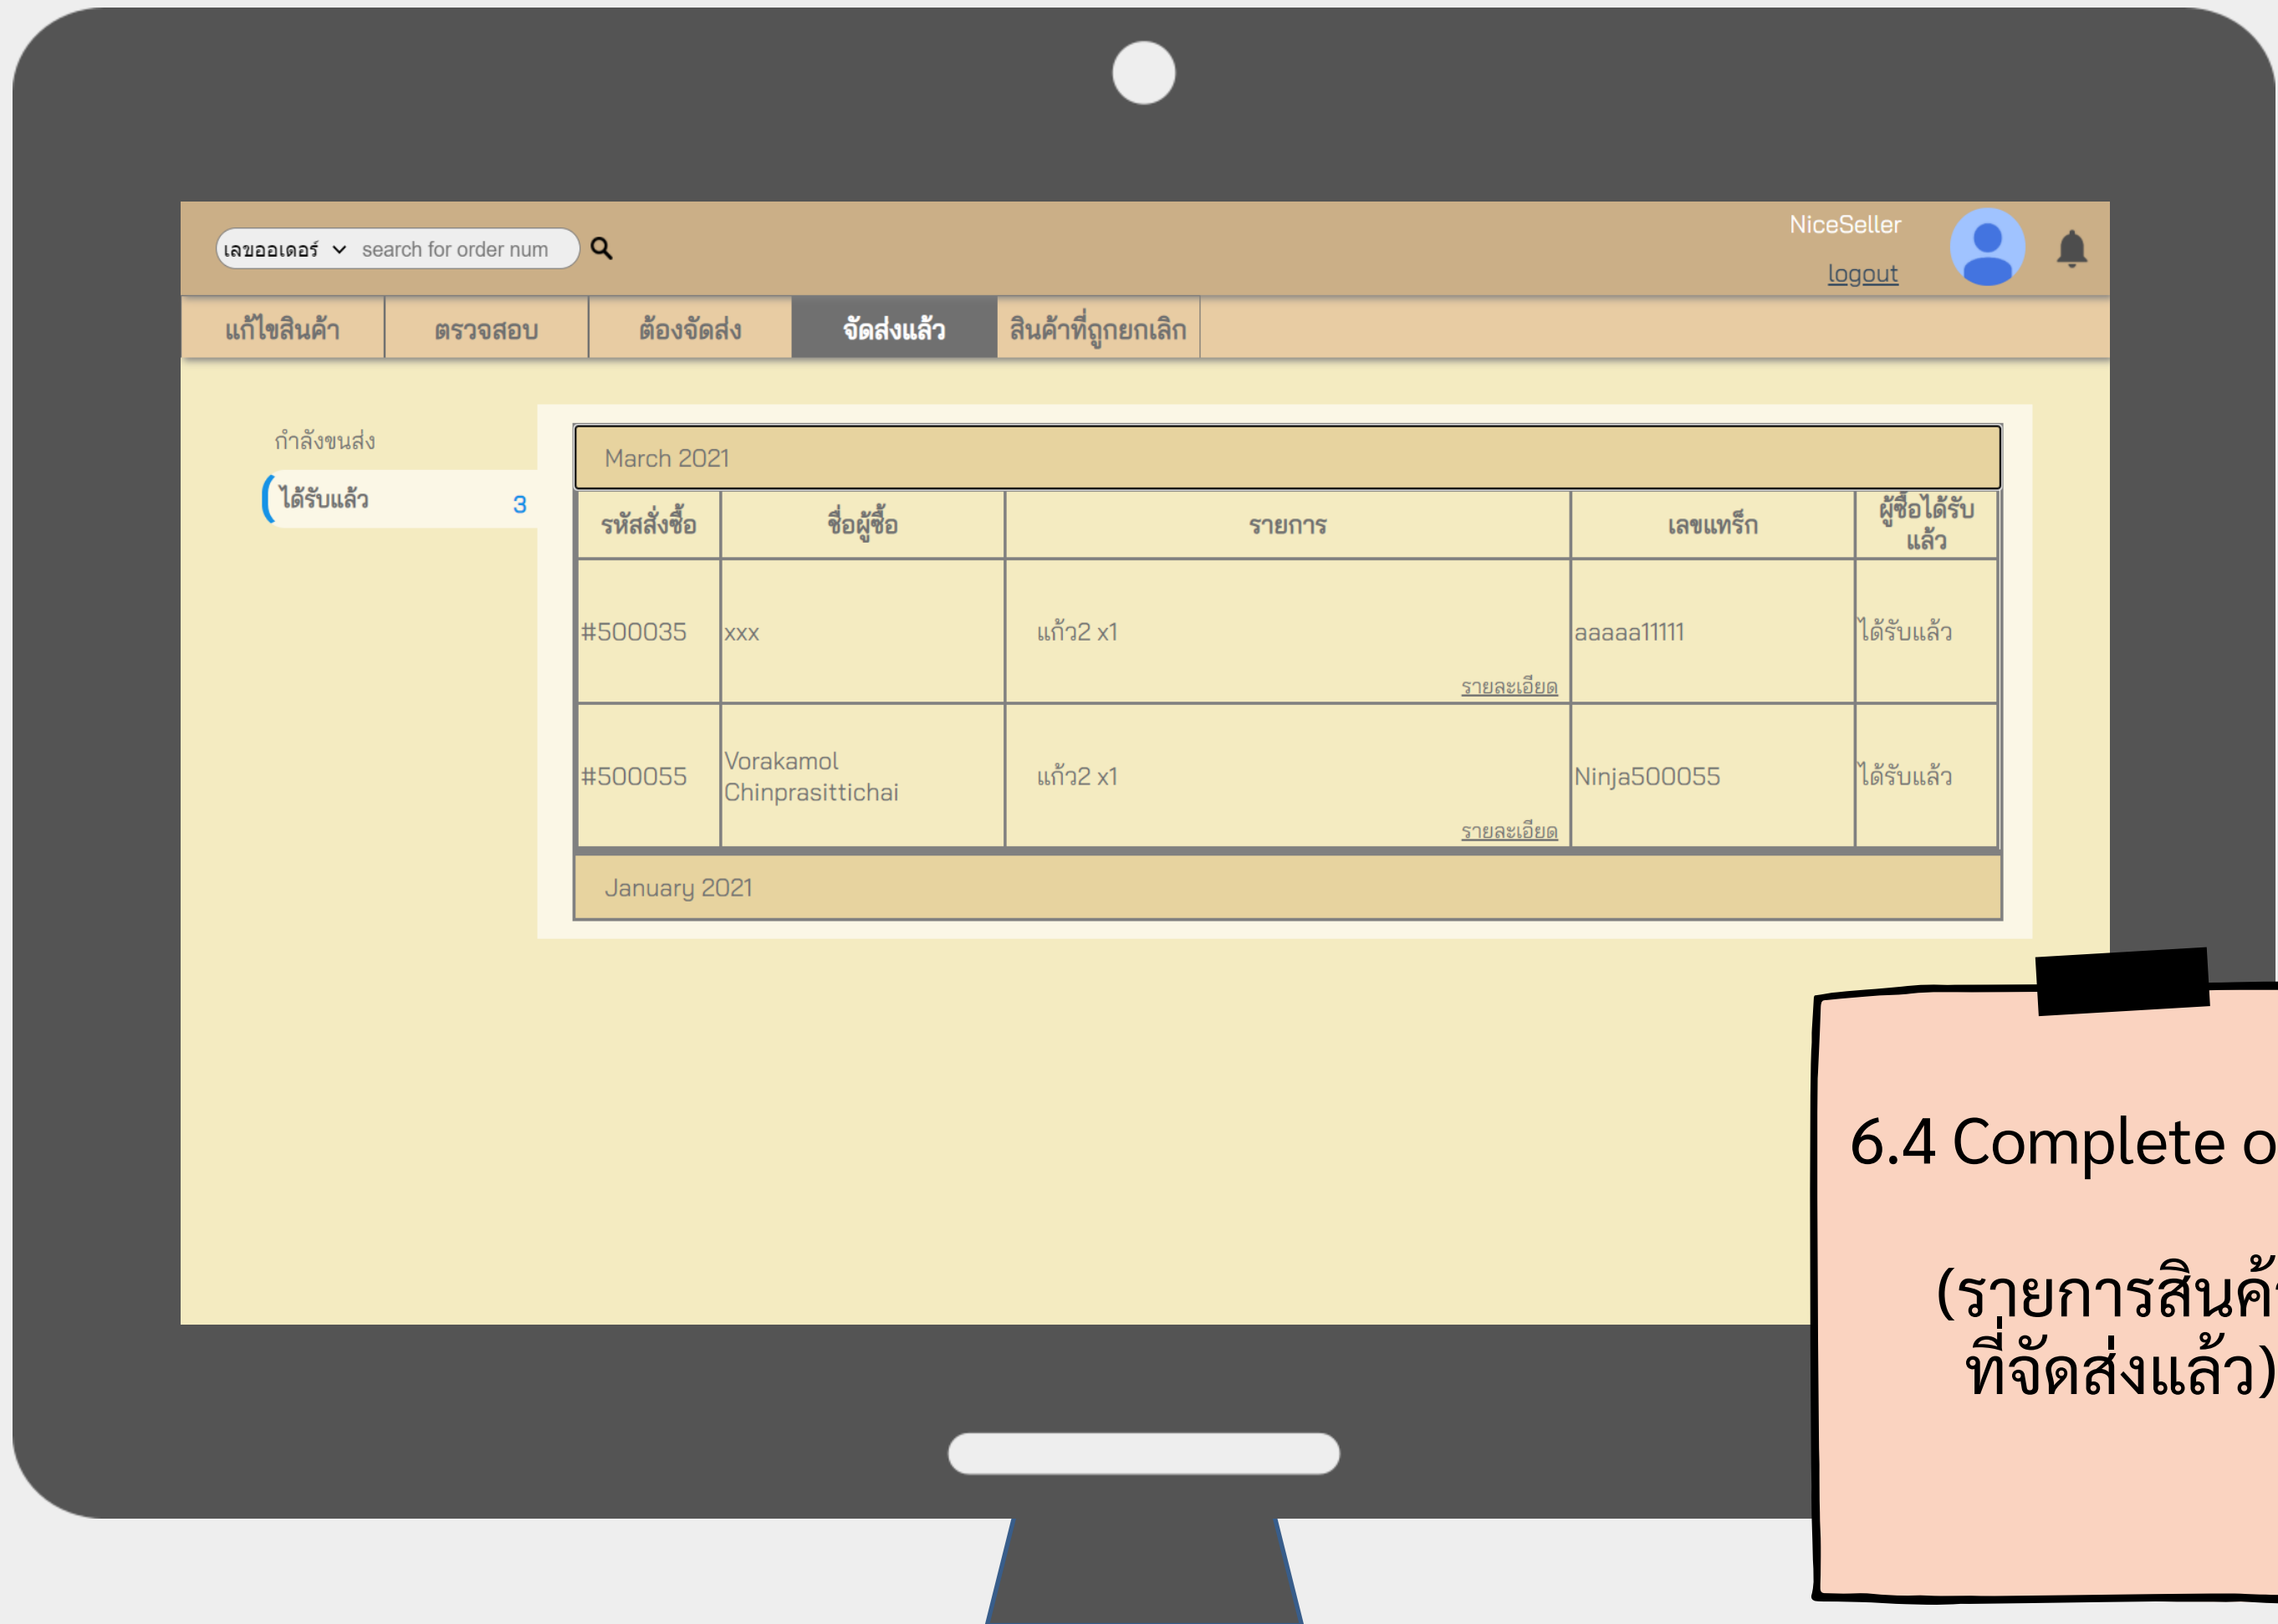 เลขออเดอร์ search for order num
NiceSeller
logout
แก้ไขสินค้า ตรวจสอบ ต้องจัดส่ง จัดส่งแล้ว สินค้าที่ถูกยกเลิก
กำลังขนส่ง
ได้รับแล้ว 3
March 2021
รหัสสั่งซื้อ ชื่อผู้ซื้อ รายการ เลขแทร็ก ผู้ซื้อได้รับ
แล้ว
#500035 xxx แก้ว2 x1 aaaaa11111 ได้รับแล้ว
รายละเอียด
#500055 Vorakamol
Chinprasittichai แก้ว2 x1 Ninja500055 ได้รับแล้ว
รายละเอียด
January 2021
6.4 Complete o
(รายการสินค้า
ที่จัดส่งแล้ว)